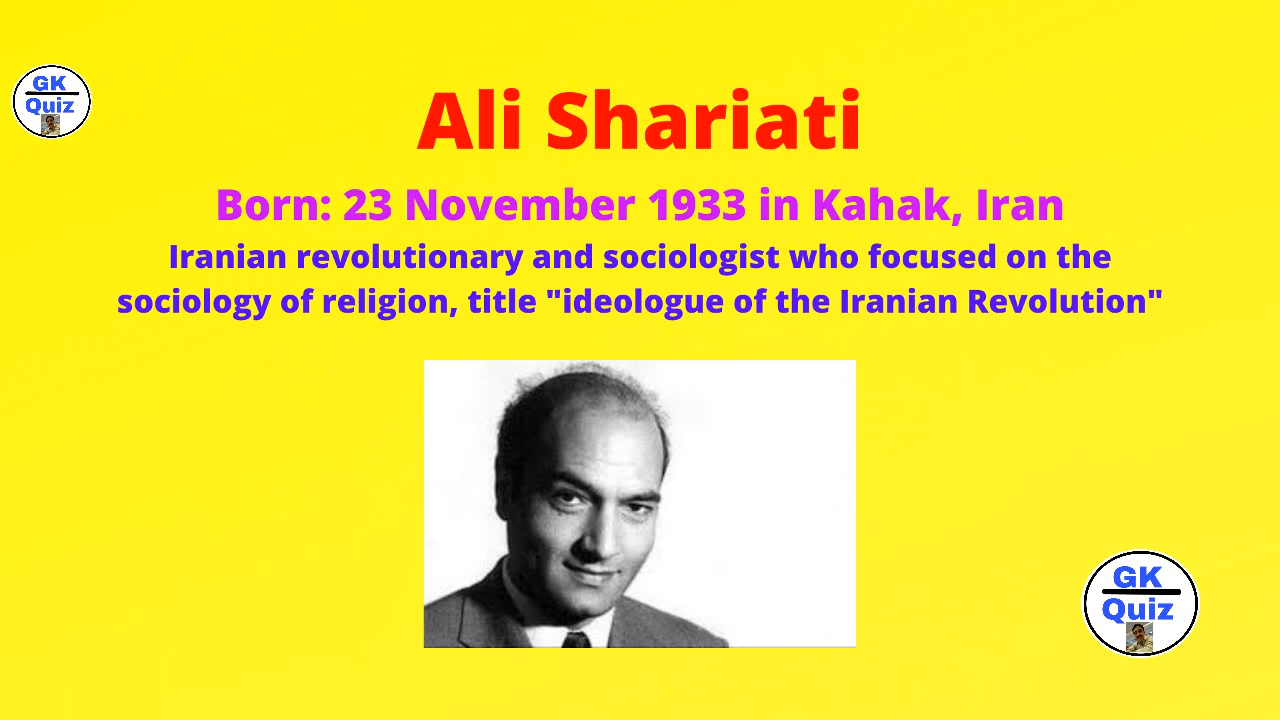 GK
Quiz
Ali Shariati
Born: 23 November 1933 in Kahak, Iran
Iranian revolutionary and sociologist who focused on the
sociology of religion, title "ideologue of the Iranian Revolution"
GK
Quiz